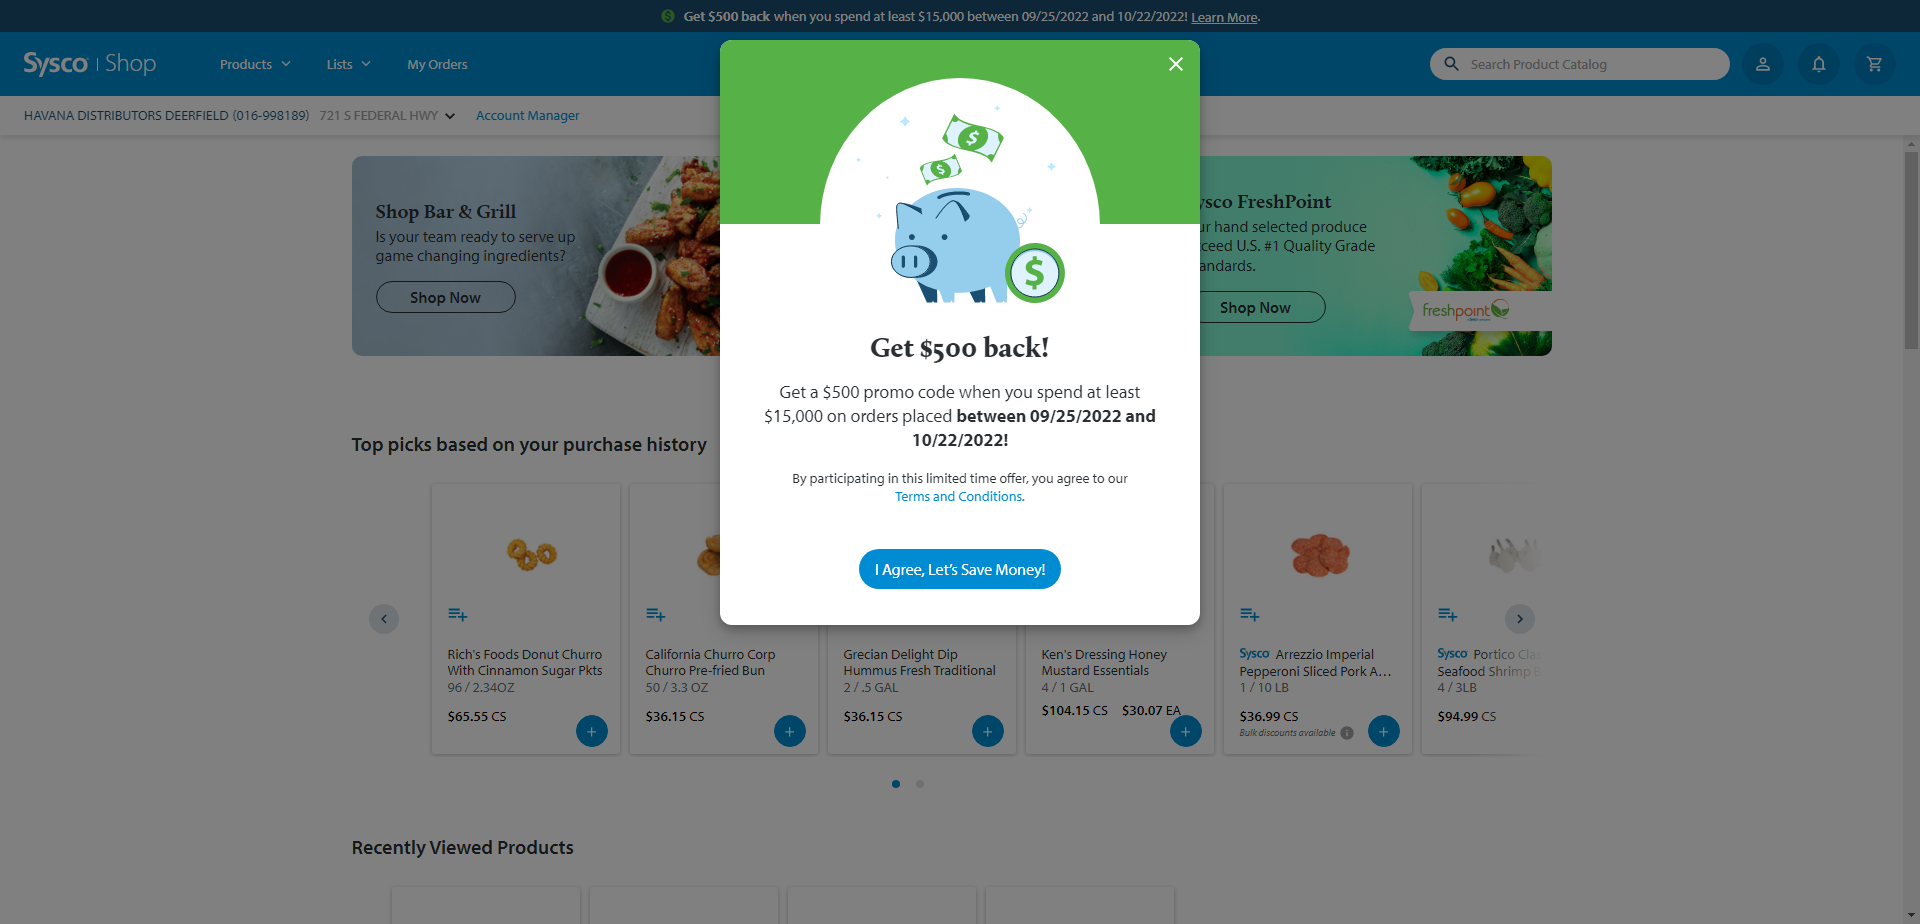 Get $500 back when you spend at least $15,000 between 09/25/2022 and 10/22/2022! Learn More.
Sysco | Shop
Products
Lists
My Orders
Search Product Catalog
HAVANA DISTRIBUTORS DEERFIELD (016-998189) 721 S FEDERAL HWY
Account Manager
Shop Bar & Grill
Is your team ready to serve up
game changing ingredients?
Shop Now
$
$
$
Get $500 back!
Get a $500 promo code when you spend at least
$15,000 on orders placed between 09/25/2022 and
10/22/2022!
By participating in this limited time offer, you agree to our
Terms and Conditions.
I Agree, Let's Save Money!
FreshPoint
hand selected produce
U.S. #1 Quality Grade
Shop Now
freshpoint
Top picks based on your purchase history
Rich's Foods Donut Churro
With Cinnamon Sugar Pkts
96 / 2.34OZ
$65.55 CS
+
California Churro Corp
Churro Pre-fried Bun
50 / 3.3 OZ
$36.15 CS
+
Grecian Delight Dip
Hummus Fresh Traditional
2 / .5 GAL
$36.15 CS
+
Ken's Dressing Honey
Mustard Essentials
4 / 1 GAL
$104.15 CS $30.07 EA
+
Sysco Arrezzio Imperial
Pepperoni Sliced Pork A...
1 / 10 LB
$36.99 CS
Bulk discounts available
+
Sysco Portico
Seafood Shrimp
4 / 3LB
$94.99 CS
Recently Viewed Products